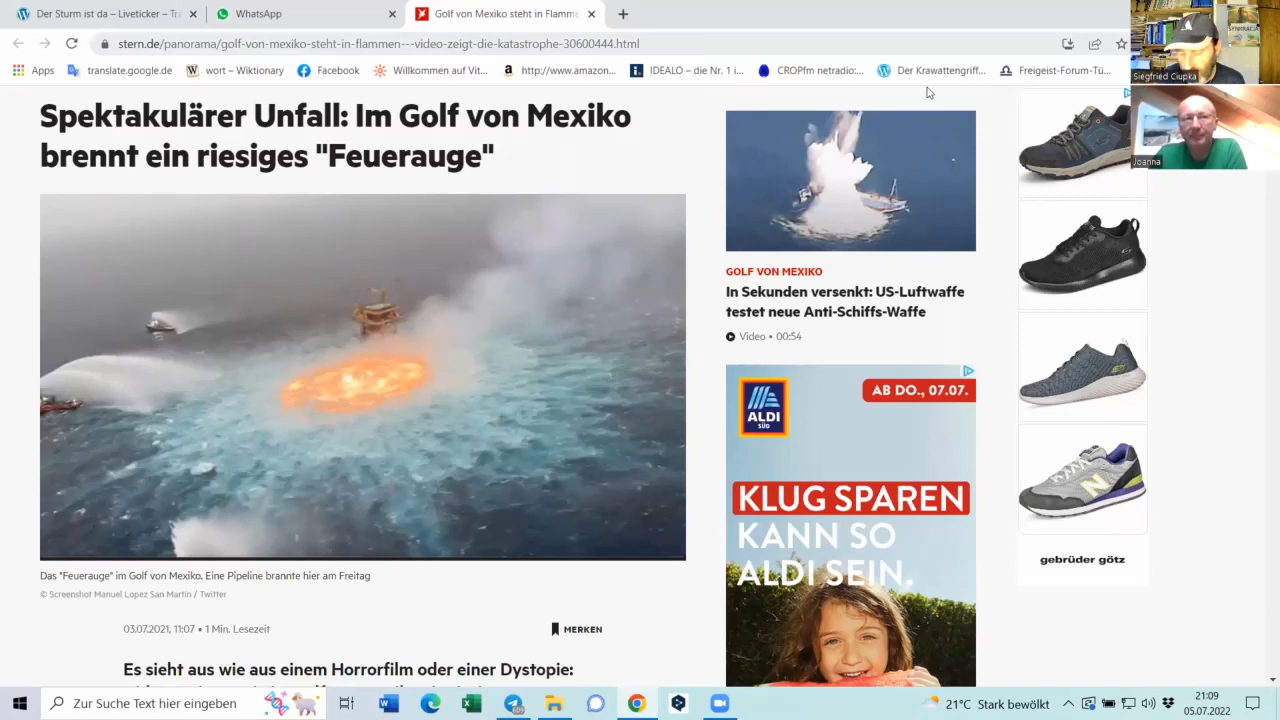 Der Sturm ist da – Liveticker – Tra
WhatsApp
Golf von Mexiko steht in Flamme
stern.de/panorama/golf-von-mexiko-steht-in-flammen---video-zeigt-die-katastrophe-30600444.html
Apps
translate.google.de
wort – Wiktionary
Facebook
Willkommen auf Vit...
http://www.amazon...
IDEALO – die Nr. 1 i...
CROPfm netradio:...
Der Krawattengriff...
Freigeist-Forum-Tü...
SYNKRAZIA
Siegfried Ciupka
Joanna
Spektakulärer Unfall: Im Golf von Mexiko
brennt ein riesiges "Feuerauge"
Das "Feuerauge" im Golf von Mexiko. Eine Pipeline brannte hier am Freitag
© Screenshot Manuel Lopez San Martin / Twitter
03.07.2021, 11:07 • 1 Min. Lesezeit
MERKEN
Es sieht aus wie aus einem Horrorfilm oder einer Dystopie:
GOLF VON MEXIKO
In Sekunden versenkt: US-Luftwaffe
testet neue Anti-Schiffs-Waffe
Video • 00:54
ALDI
SÜD
AB DO., 07.07.
KLUG SPAREN
KANN SO
ALDI SEIN.
gebrüder götz
Zur Suche Text hier eingeben
21°C Stark bewölkt
21:09
05.07.2022